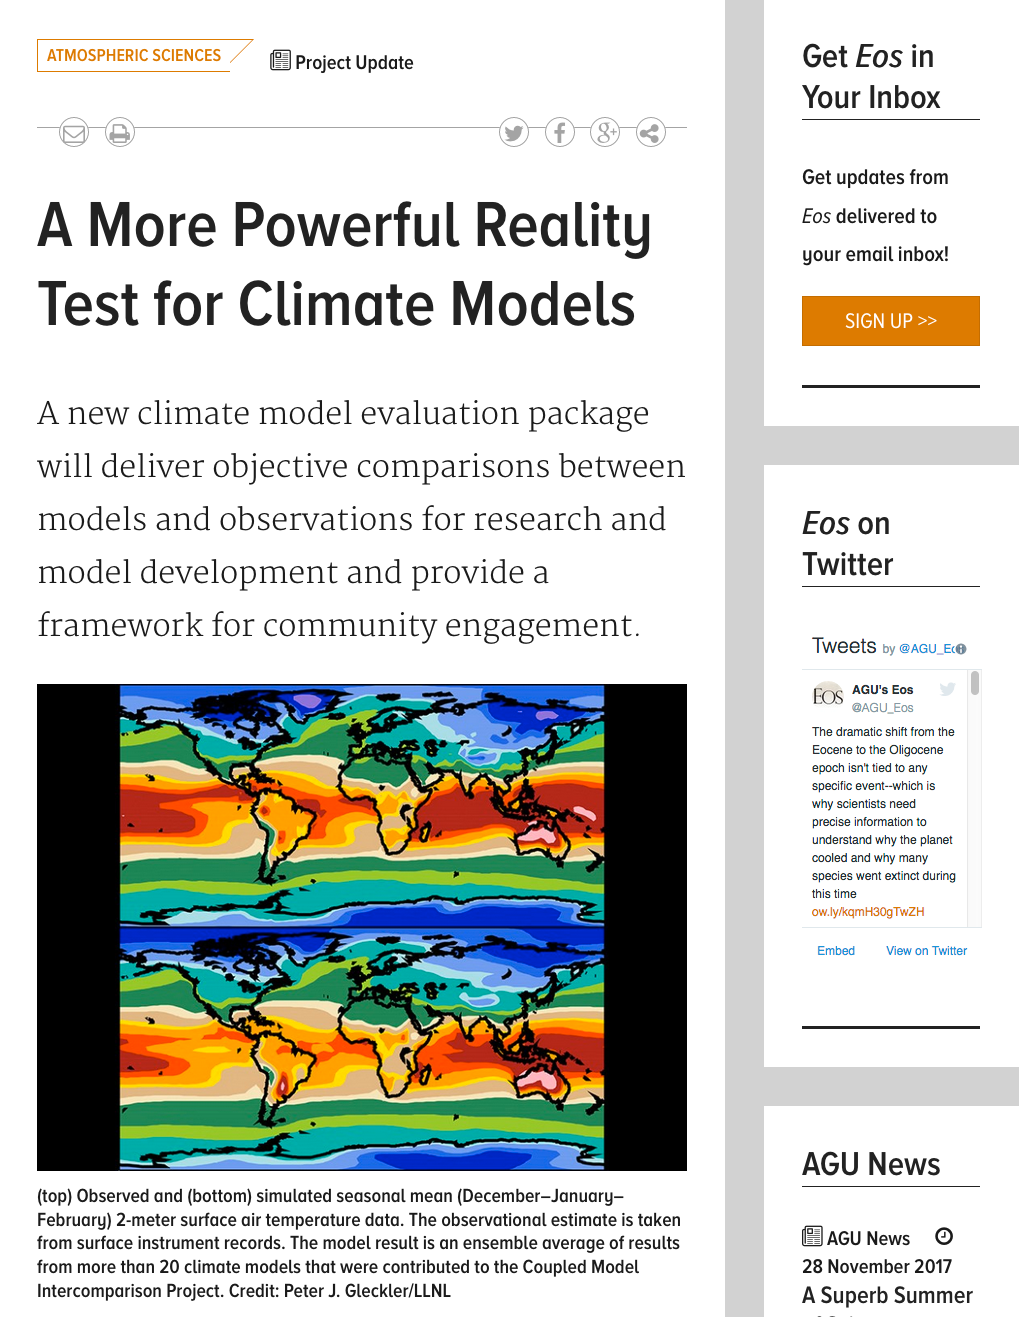 ATMOSPHERIC SCIENCES
Project Update
A More Powerful Reality
Test for Climate Models
A new climate model evaluation package
will deliver objective comparisons between
models and observations for research and
model development and provide a
framework for community engagement.
(top) Observed and (bottom) simulated seasonal mean (December–January–
February) 2-meter surface air temperature data. The observational estimate is taken
from surface instrument records. The model result is an ensemble average of results
from more than 20 climate models that were contributed to the Coupled Model
Intercomparison Project. Credit: Peter J. Gleckler/LLNL
Get Eos in
Your Inbox
Get updates from
Eos delivered to
your email inbox!
SIGN UP >>
Eos on
Twitter
Tweets by @AGU_Eo
EOS
AGU's Eos
@AGU_Eos
The dramatic shift from the
Eocene to the Oligocene
epoch isn't tied to any
specific event--which is
why scientists need
precise information to
understand why the planet
cooled and why many
species went extinct during
this time
ow.ly/kqmH30gTwZH
Embed
View on Twitter
AGU News
AGU News
28 November 2017
A Superb Summer